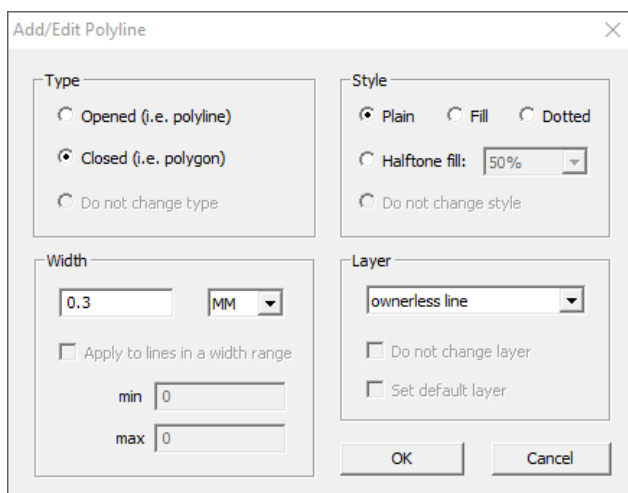 Add/Edit Polyline
Type
Opened (i.e. polyline)
Closed (i.e. polygon)
Do not change type
Style
Plain Fill Dotted
Halftone fill: 50%
Do not change style
Width
0.3 MM
Apply to lines in a width range
min 0
max 0
Layer
ownerless line
Do not change layer
Set default layer
OK Cancel